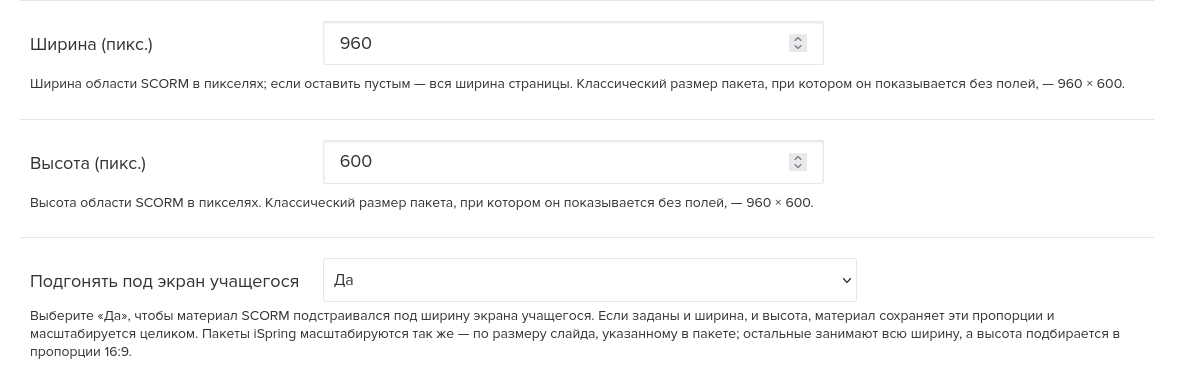 Ширина (пикс.)
960
Ширина области SCORM в пикселях; если оставить пустым — вся ширина страницы. Классический размер пакета, при котором он показывается без полей, — 960 × 600.
Высота (пикс.)
600
Высота области SCORM в пикселях. Классический размер пакета, при котором он показывается без полей, — 960 × 600.
Подгонять под экран учащегося
Да
Выберите «Да», чтобы материал SCORM подстраивался под ширину экрана учащегося. Если заданы и ширина, и высота, материал сохраняет эти пропорции и
масштабируется целиком. Пакеты iSpring масштабируются так же — по размеру слайда, указанному в пакете; остальные занимают всю ширину, а высота подбирается в
пропорции 16:9.